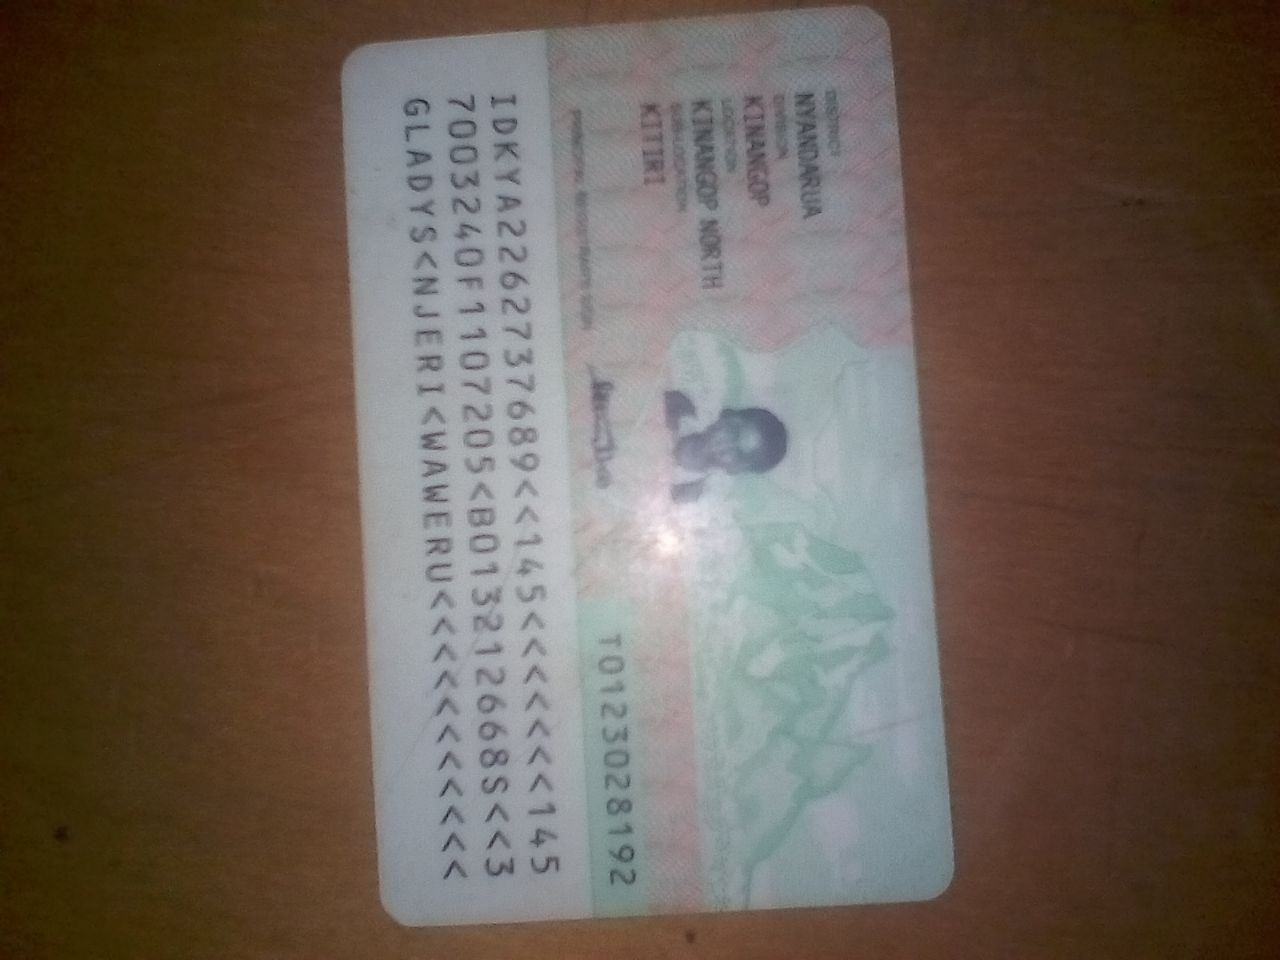 DISTRICT
NYANDARUA
DIVISION
KINANGOP
LOCATION
KINANGOP NORTH
SUB-LOCATION
KITIRI
PRINCIPAL REGISTRAR'S SIGN.
T0123028192
IDKYA2262737689<<145<<<<<<<145
7003240F1107205<B013212668S<<3
GLADYS<NJERI<WAWERU<<<<<<<<<<<